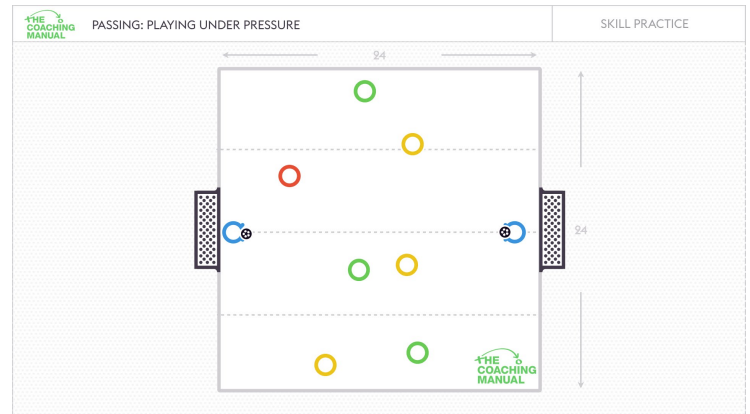 THE
COACHING
MANUAL
PASSING: PLAYING UNDER PRESSURE
SKILL PRACTICE
24
24
THE
COACHING
MANUAL